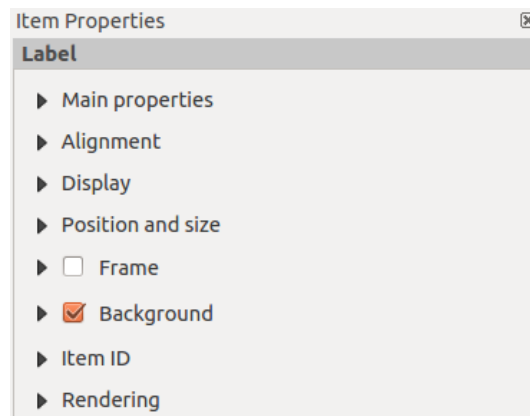 Item Properties
Label
Main properties
Alignment
Display
Position and size
Frame
Background
Item ID
Rendering